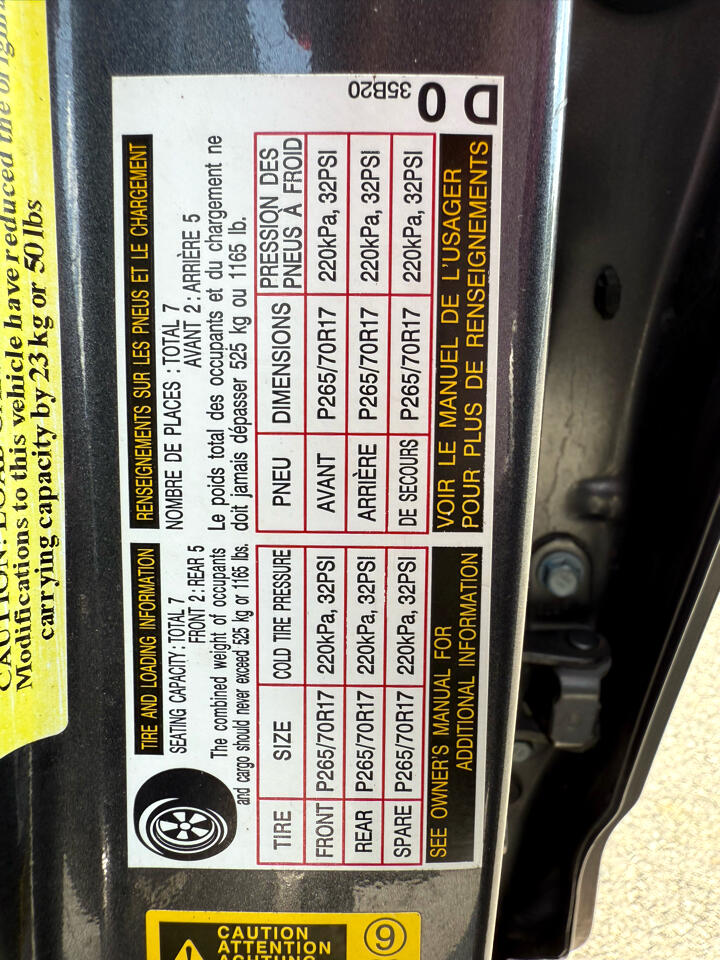 CAUTION: LOAD
Modifications to this vehicle have reduced the original
carrying capacity by 23 kg or 50 lbs
TIRE AND LOADING INFORMATION
SEATING CAPACITY: TOTAL 7
FRONT 2: REAR 5
The combined weight of occupants
and cargo should never exceed 525 kg or 1165 lbs.
TIRE SIZE COLD TIRE PRESSURE
FRONT P265/70R17 220kPa, 32PSI
REAR P265/70R17 220kPa, 32PSI
SPARE P265/70R17 220kPa, 32PSI
SEE OWNER'S MANUAL FOR
ADDITIONAL INFORMATION
RENSEIGNEMENTS SUR LES PNEUS ET LE CHARGEMENT
NOMBRE DE PLACES : TOTAL 7
AVANT 2 : ARRIÈRE 5
Le poids total des occupants et du chargement ne
doit jamais dépasser 525 kg ou 1165 lb.
PNEU DIMENSIONS PRESSION DES
PNEUS À FROID
AVANT P265/70R17 220kPa, 32PSI
ARRIÈRE P265/70R17 220kPa, 32PSI
DE SECOURS P265/70R17 220kPa, 32PSI
VOIR LE MANUEL DE L'USAGER
POUR PLUS DE RENSEIGNEMENTS
35B20
D 0
CAUTION
ATTENTION
ACHTUNG
9